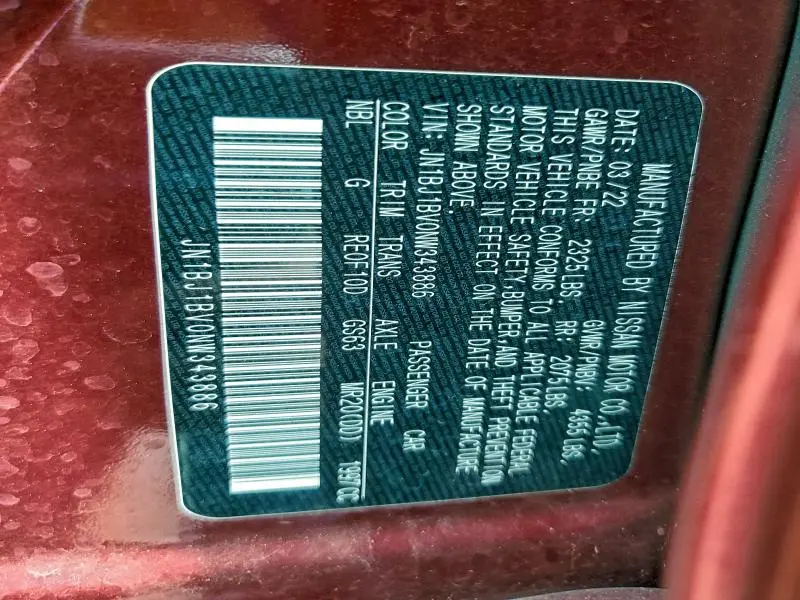 MANUFACTURED BY NISSAN MOTOR CO., LTD.
DATE: 03/22 GVWR/PNBV: 4355 LBS.
GAWR/PNBE FR: 2325 LBS. RR: 2075 LBS.
THIS VEHICLE CONFORMS TO ALL APPLICABLE FEDERAL
MOTOR VEHICLE SAFETY, BUMPER, AND THEFT PREVENTION
STANDARDS IN EFFECT ON THE DATE OF MANUFACTURE
SHOWN ABOVE.
VIN: JN1BJ1BV0NW343886 PASSENGER CAR
COLOR TRIM TRANS AXLE ENGINE
NBL G RE0F10D GS63 MR20(DD) 1997CC
JN1BJ1BV0NW343886